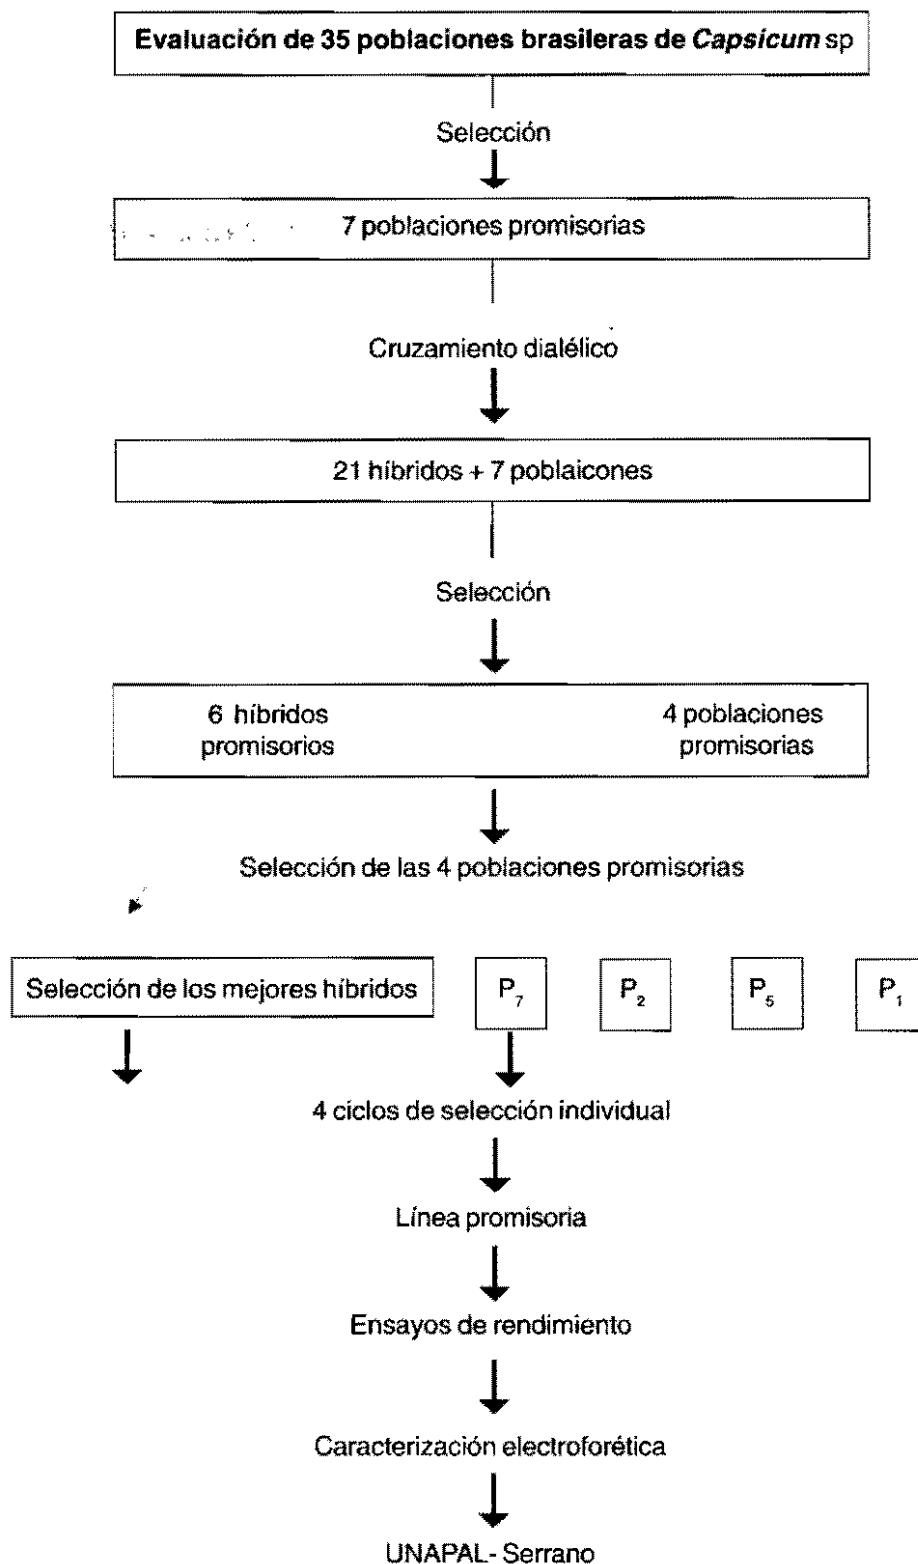 Evaluación de 35 poblaciones brasileras de Capsicum sp
Selección
7 poblaciones promisorias
Cruzamiento dialélico
21 híbridos + 7 poblaicones
Selección
6 híbridos
promisorios
4 poblaciones
promisorias
Selección de las 4 poblaciones promisorias
Selección de los mejores híbridos
P₇
P₂
P₅
P₁
4 ciclos de selección individual
Línea promisoria
Ensayos de rendimiento
Caracterización electroforética
UNAPAL- Serrano